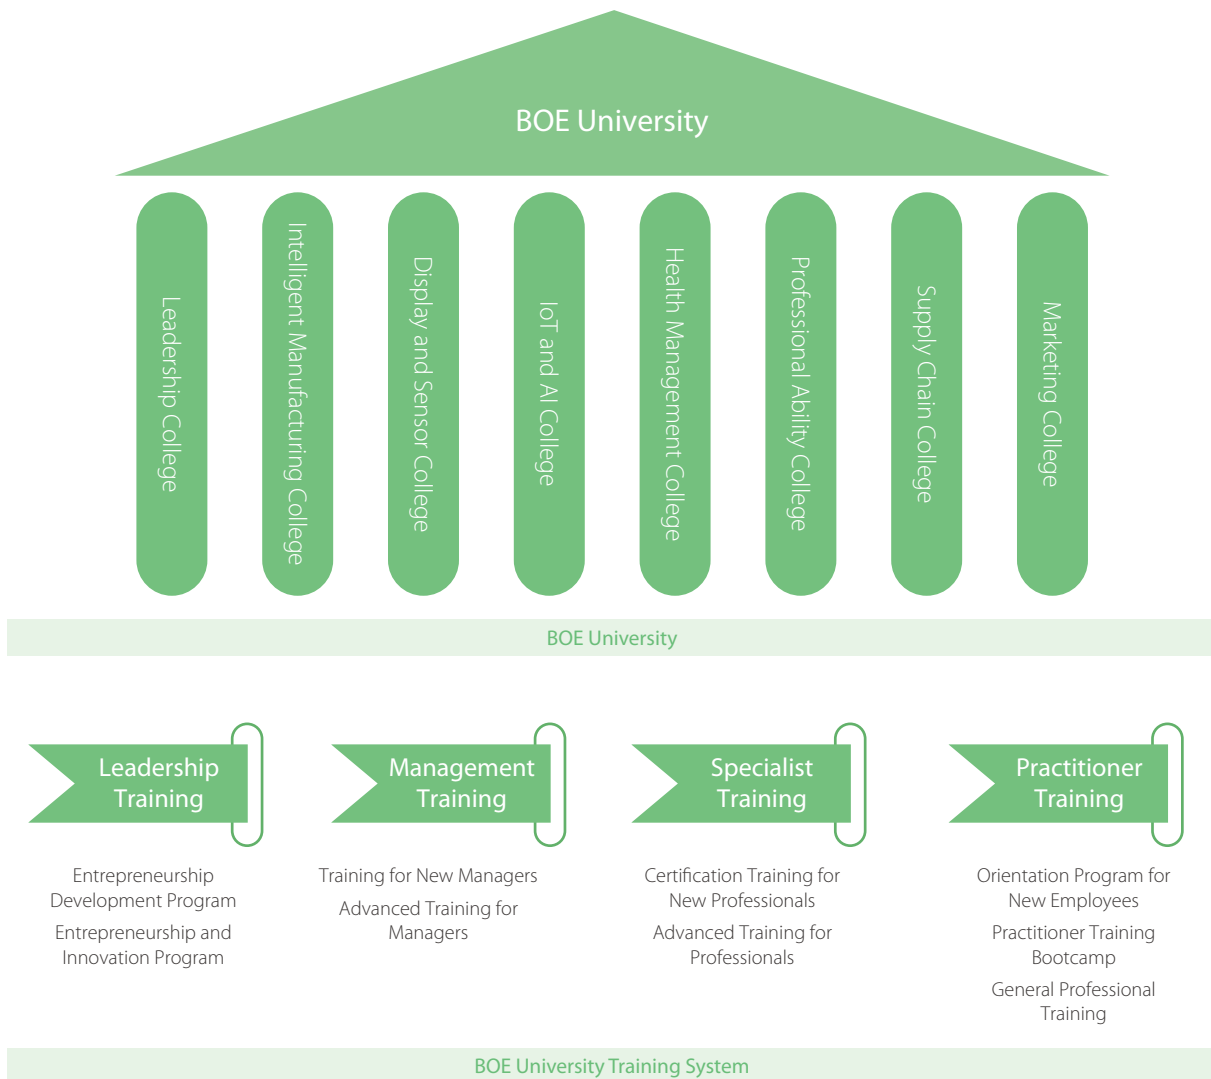 BOE University
Leadership College
Intelligent Manufacturing College
Display and Sensor College
IoT and AI College
Health Management College
Professional Ability College
Supply Chain College
Marketing College
BOE University
Leadership
Training
Entrepreneurship
Development Program
Entrepreneurship and
Innovation Program
Management
Training
Training for New Managers
Advanced Training for
Managers
Specialist
Training
Certification Training for
New Professionals
Advanced Training for
Professionals
Practitioner
Training
Orientation Program for
New Employees
Practitioner Training
Bootcamp
General Professional
Training
BOE University Training System